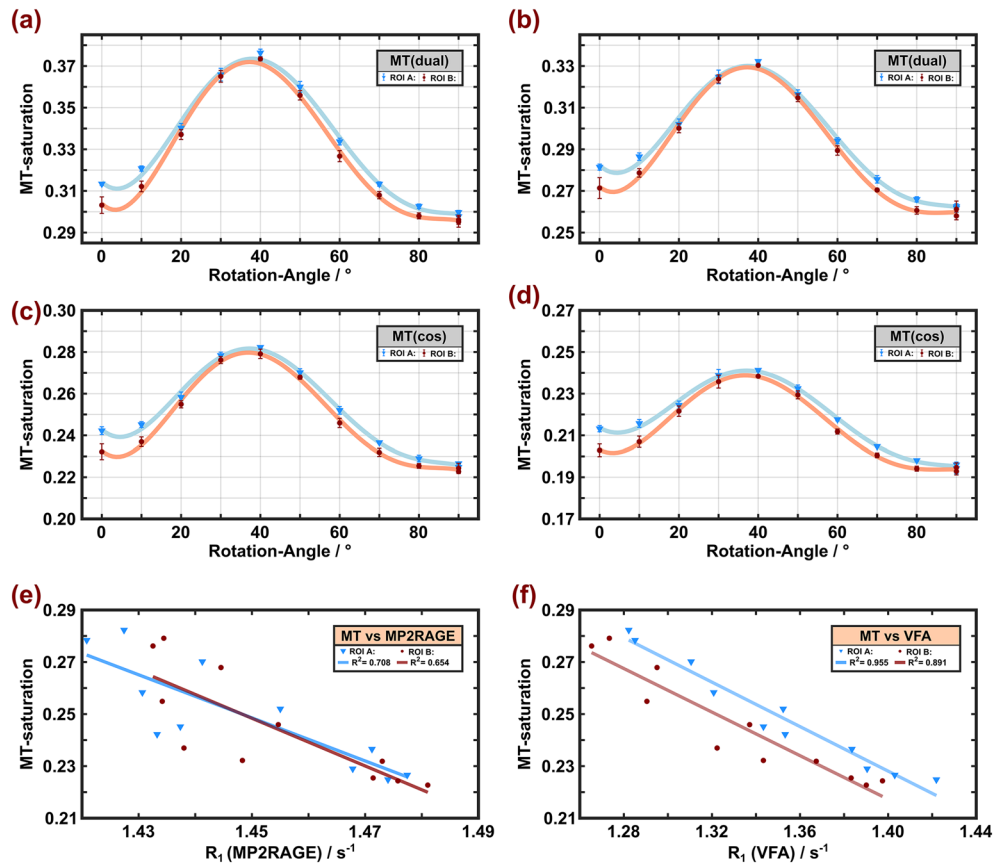 (a)
MT-saturation
0.37
0.35
0.33
0.31
0.29
MT(dual)
ROI A: ROI B:
0 20 40 60 80
Rotation-Angle / °
(b)
MT-saturation
0.33
0.31
0.29
0.27
0.25
MT(dual)
ROI A: ROI B:
0 20 40 60 80
Rotation-Angle / °
(c)
MT-saturation
0.30
0.28
0.26
0.24
0.22
0.20
MT(cos)
ROI A: ROI B:
0 20 40 60 80
Rotation-Angle / °
(d)
MT-saturation
0.27
0.25
0.23
0.21
0.19
0.17
MT(cos)
ROI A: ROI B:
0 20 40 60 80
Rotation-Angle / °
(e)
MT-saturation
0.29
0.27
0.25
0.23
0.21
MT vs MP2RAGE
ROI A: ROI B:
R²= 0.708 R²= 0.654
1.43 1.45 1.47 1.49
R₁ (MP2RAGE) / s⁻¹
(f)
MT-saturation
0.29
0.27
0.25
0.23
0.21
MT vs VFA
ROI A: ROI B:
R²= 0.955 R²= 0.891
1.28 1.32 1.36 1.40 1.44
R₁ (VFA) / s⁻¹